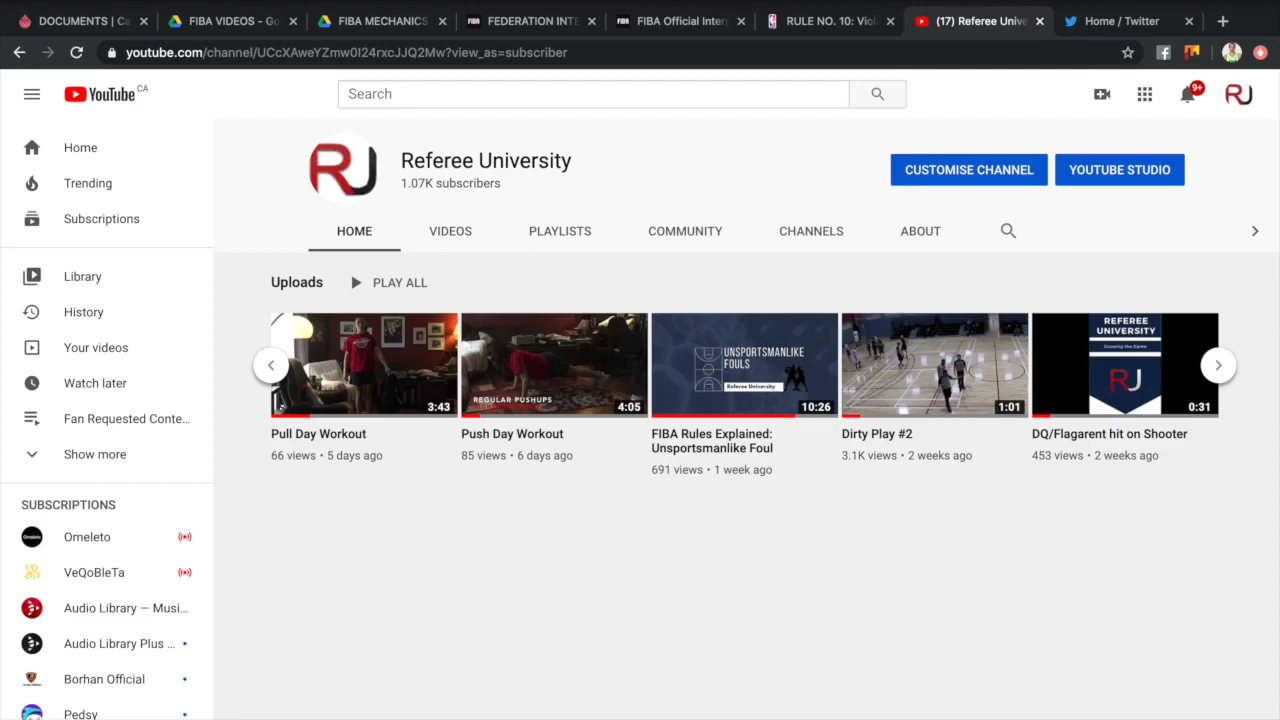 DOCUMENTS | Ca
FIBA VIDEOS - Go
FIBA MECHANICS
FEDERATION INTE
FIBA Official Inter
RULE NO. 10: Viola
(17) Referee Unive
Home / Twitter
youtube.com/channel/UCcXAweYZmw0I24rxcJJQ2Mw?view_as=subscriber
YouTube CA
Search
9+
RJ
Home
Trending
Subscriptions
Library
History
Your videos
Watch later
Fan Requested Conte...
Show more
SUBSCRIPTIONS
Omeleto
VeQoBleTa
Audio Library — Musi...
Audio Library Plus ...
Borhan Official
Pedsy
RJ
Referee University
1.07K subscribers
CUSTOMISE CHANNEL
YOUTUBE STUDIO
HOME
VIDEOS
PLAYLISTS
COMMUNITY
CHANNELS
ABOUT
Uploads
PLAY ALL
3:43
Pull Day Workout
66 views • 5 days ago
REGULAR PUSHUPS
4:05
Push Day Workout
85 views • 6 days ago
UNSPORTSMANLIKE
FOULS
Referee University
10:26
FIBA Rules Explained:
Unsportsmanlike Foul
691 views • 1 week ago
1:01
Dirty Play #2
3.1K views • 2 weeks ago
REFEREE
UNIVERSITY
Growing the Game
RJ
0:31
DQ/Flagarent hit on Shooter
453 views • 2 weeks ago